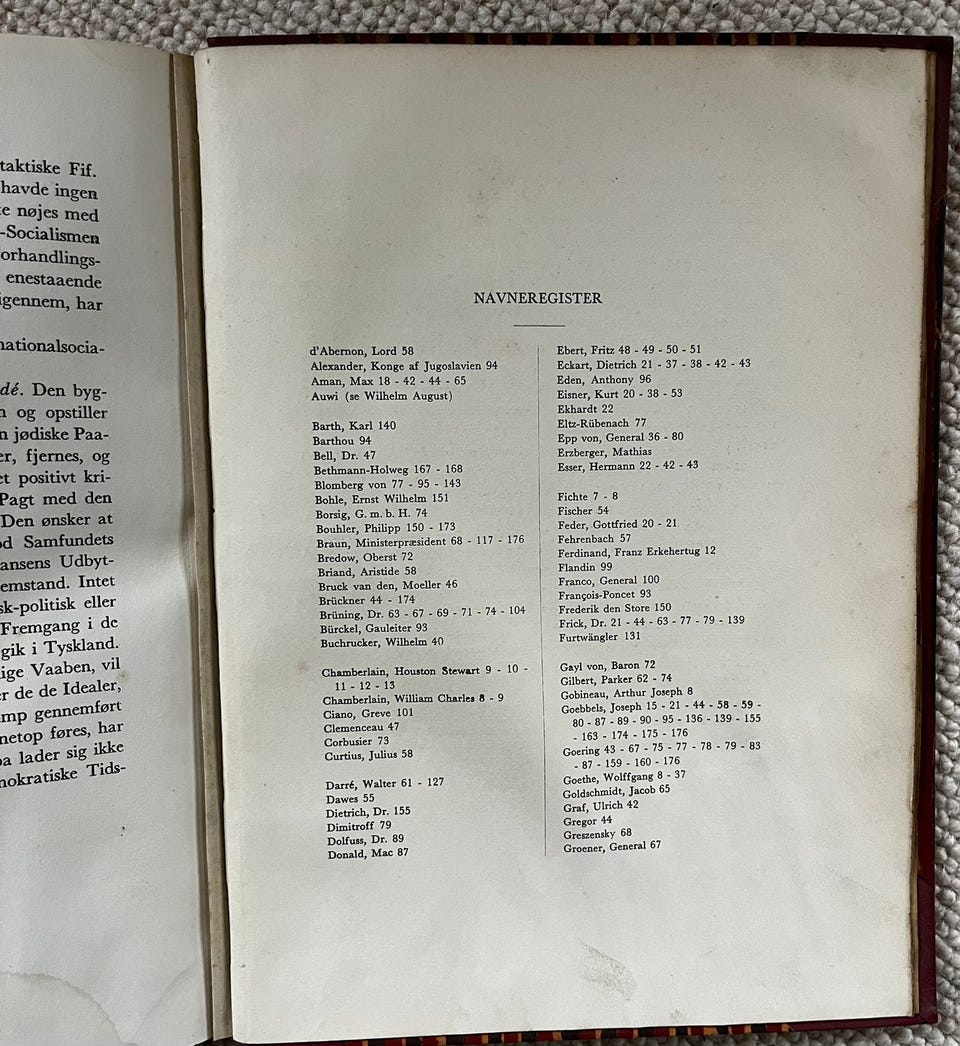 taktiske Fif.
havde ingen
nøjes med
-Socialismen
orhandlings-
enestaaende
igennem, har
nationalsocia-
dé. Den byg-
og opstiller
jødiske Paa-
er, fjernes, og
et positivt kri-
Pagt med den
Den ønsker at
od Samfundets
ansens Udbyt-
emstand. Intet
sk-politisk eller
Fremgang i de
gik i Tyskland.
lige Vaaben, vil
er de de Idealer,
mp gennemført
netop føres, har
pa lader sig ikke
mokratiske Tids-
NAVNEREGISTER
d'Abernon, Lord 58
Alexander, Konge af Jugoslavien 94
Aman, Max 18 - 42 - 44 - 65
Auwi (se Wilhelm August)
Barth, Karl 140
Barthou 94
Bell, Dr. 47
Bethmann-Holweg 167 - 168
Blomberg von 77 - 95 - 143
Bohle, Ernst Wilhelm 151
Borsig, G. m. b. H. 74
Bouhler, Philipp 150 - 173
Braun, Ministerpræsident 68 - 117 - 176
Bredow, Oberst 72
Briand, Aristide 58
Bruck van den, Moeller 46
Brückner 44 - 174
Brüning, Dr. 63 - 67 - 69 - 71 - 74 - 104
Bürckel, Gauleiter 93
Buchrucker, Wilhelm 40
Chamberlain, Houston Stewart 9 - 10 -
11 - 12 - 13
Chamberlain, William Charles 8 - 9
Ciano, Greve 101
Clemenceau 47
Corbusier 73
Curtius, Julius 58
Darré, Walter 61 - 127
Dawes 55
Dietrich, Dr. 155
Dimitroff 79
Dolfuss, Dr. 89
Donald, Mac 87
Ebert, Fritz 48 - 49 - 50 - 51
Eckart, Dietrich 21 - 37 - 38 - 42 - 43
Eden, Anthony 96
Eisner, Kurt 20 - 38 - 53
Ekhardt 22
Eltz-Rübenach 77
Epp von, General 36 - 80
Erzberger, Mathias
Esser, Hermann 22 - 42 - 43
Fichte 7 - 8
Fischer 54
Feder, Gottfried 20 - 21
Fehrenbach 57
Ferdinand, Franz Erkehertug 12
Flandin 99
Franco, General 100
François-Poncet 93
Frederik den Store 150
Frick, Dr. 21 - 44 - 63 - 77 - 79 - 139
Furtwängler 131
Gayl von, Baron 72
Gilbert, Parker 62 - 74
Gobineau, Arthur Joseph 8
Goebbels, Joseph 15 - 21 - 44 - 58 - 59 -
80 - 87 - 89 - 90 - 95 - 136 - 139 - 155
- 163 - 174 - 175 - 176
Goering 43 - 67 - 75 - 77 - 78 - 79 - 83
- 87 - 159 - 160 - 176
Goethe, Wolffgang 8 - 37
Goldschmidt, Jacob 65
Graf, Ulrich 42
Gregor 44
Greszensky 68
Groener, General 67